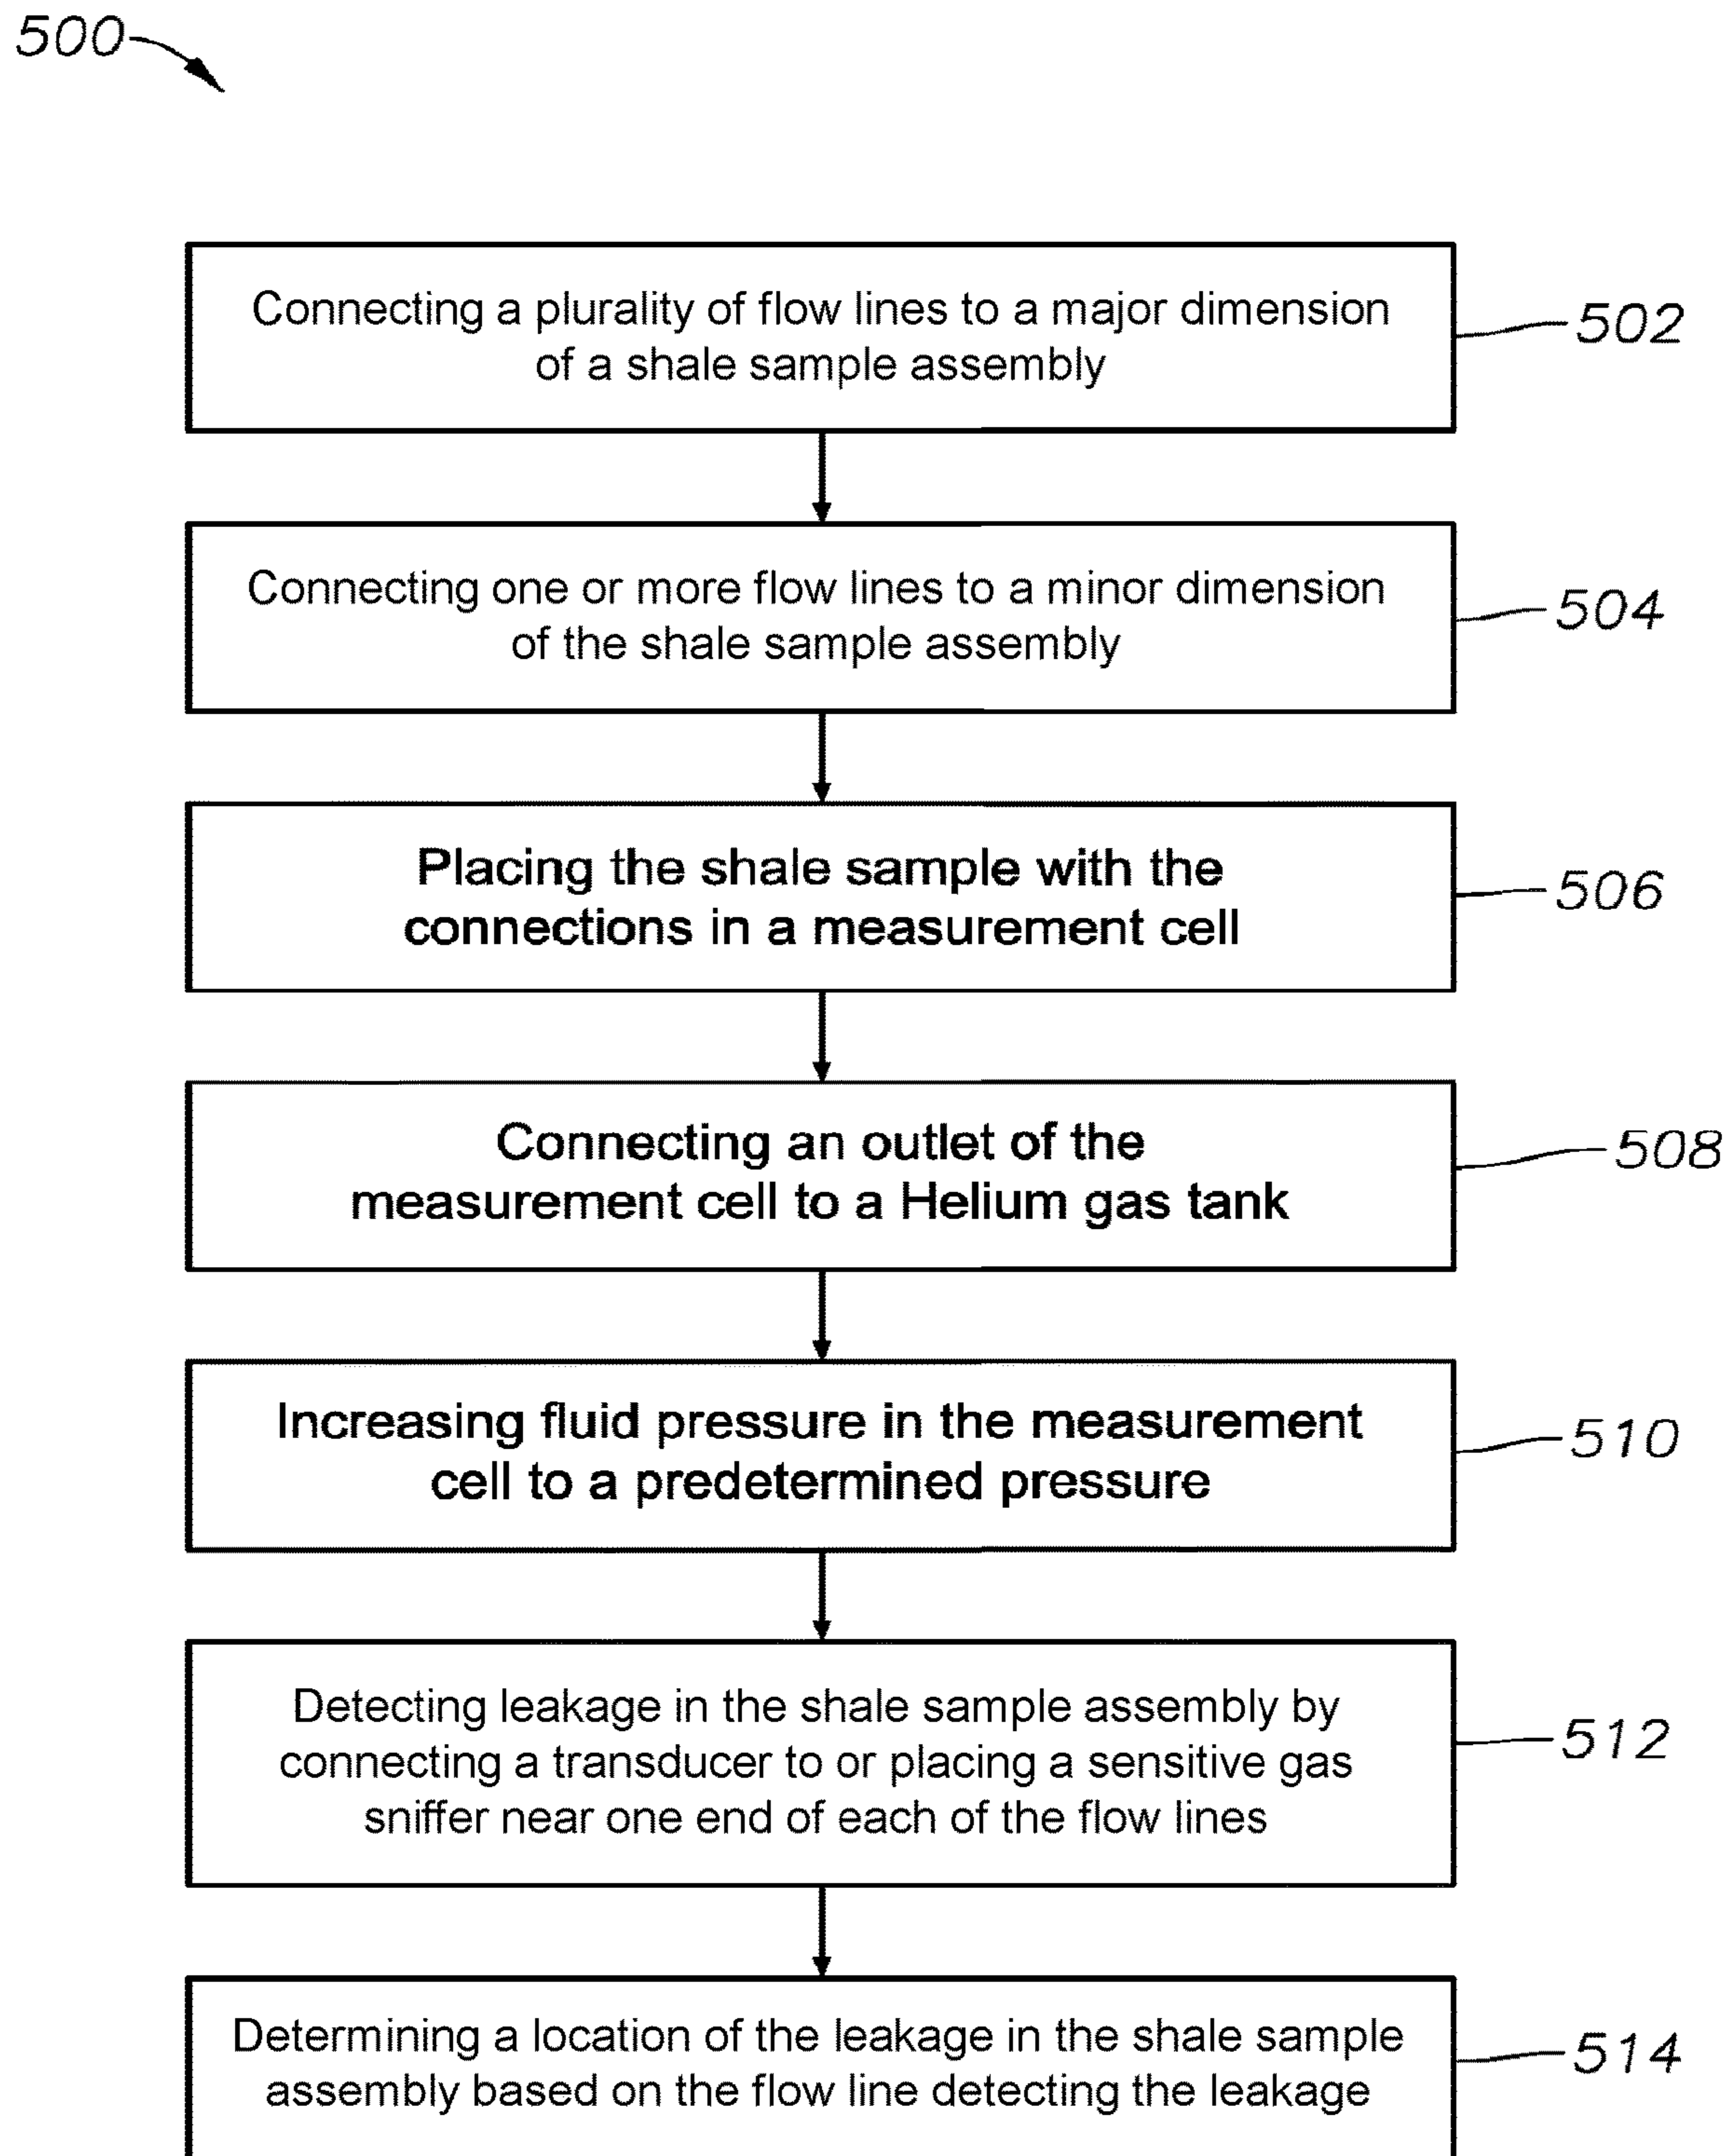 500
Connecting a plurality of flow lines to a major dimension
of a shale sample assembly
502
Connecting one or more flow lines to a minor dimension
of the shale sample assembly
504
Placing the shale sample with the
connections in a measurement cell
506
Connecting an outlet of the
measurement cell to a Helium gas tank
508
Increasing fluid pressure in the measurement
cell to a predetermined pressure
510
Detecting leakage in the shale sample assembly by
connecting a transducer to or placing a sensitive gas
sniffer near one end of each of the flow lines
512
Determining a location of the leakage in the shale sample
assembly based on the flow line detecting the leakage
514